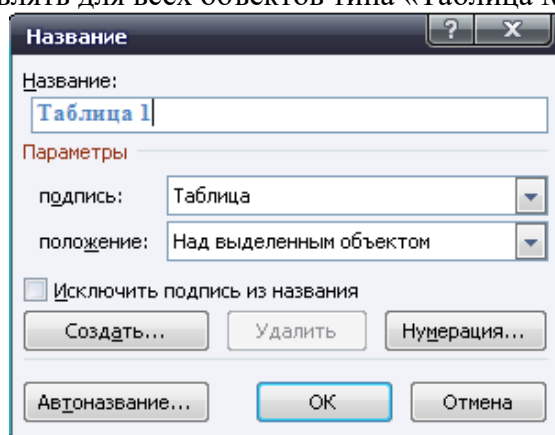 для всех объектов типа «Таблица
Название
?
Название:
Таблица 1
Параметры
подпись:
Таблица
положение:
Над выделенным объектом
Исключить подпись из названия
Создать... Удалить Нумерация...
Автоназвание... ОК Отмена